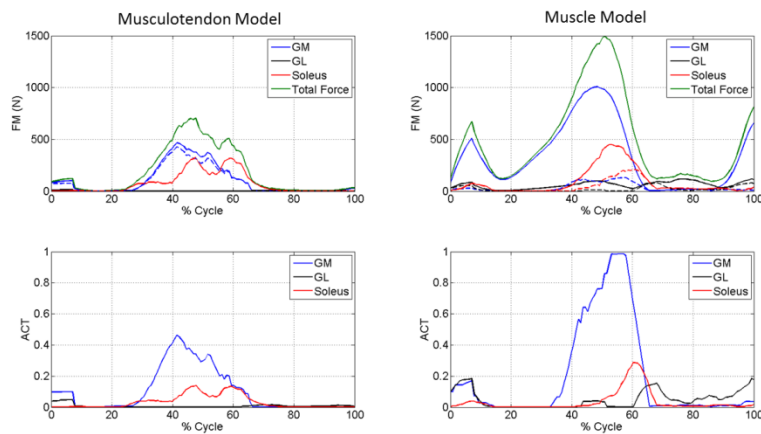 Musculotendon Model
Muscle Model
1500
1000
500
0
FM (N)
GM
GL
Soleus
Total Force
0 20 40 60 80 100
% Cycle
1500
1000
500
0
FM (N)
GM
GL
Soleus
Total Force
0 20 40 60 80 100
% Cycle
1
0.8
0.6
0.4
0.2
0
ACT
GM
GL
Soleus
0 20 40 60 80 100
% Cycle
1
0.8
0.6
0.4
0.2
0
ACT
GM
GL
Soleus
0 20 40 60 80 100
% Cycle